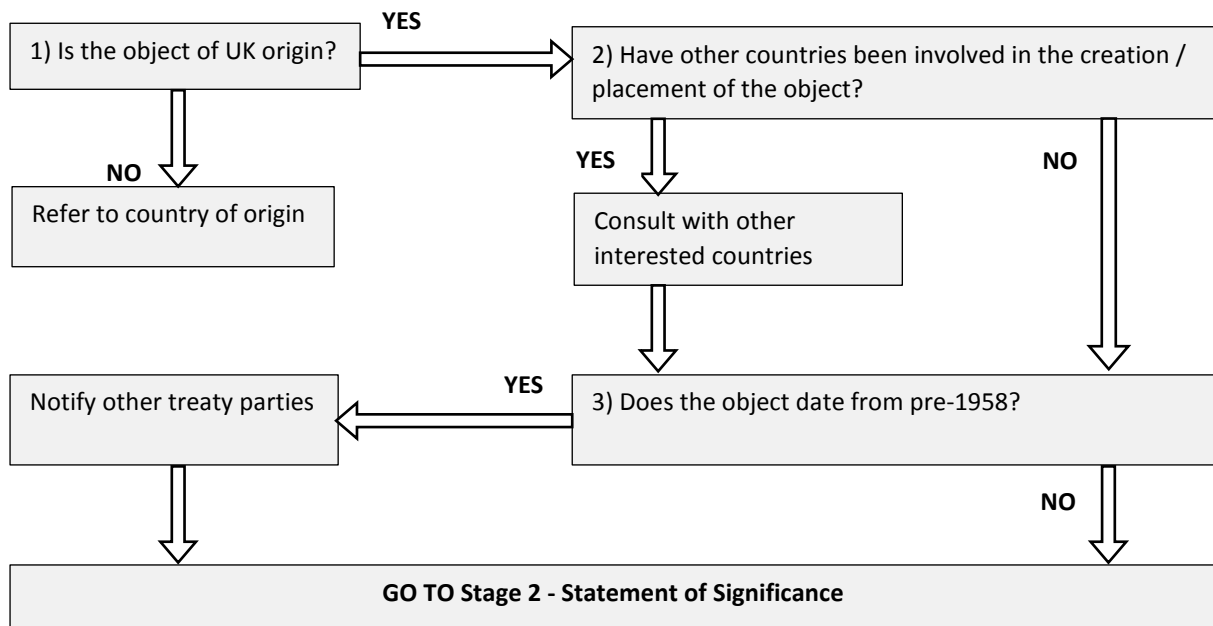 YES
1) Is the object of UK origin?
2) Have other countries been involved in the creation /
placement of the object?
NO
YES
NO
Refer to country of origin
Consult with other
interested countries
YES
Notify other treaty parties
3) Does the object date from pre-1958?
NO
GO TO Stage 2 - Statement of Significance